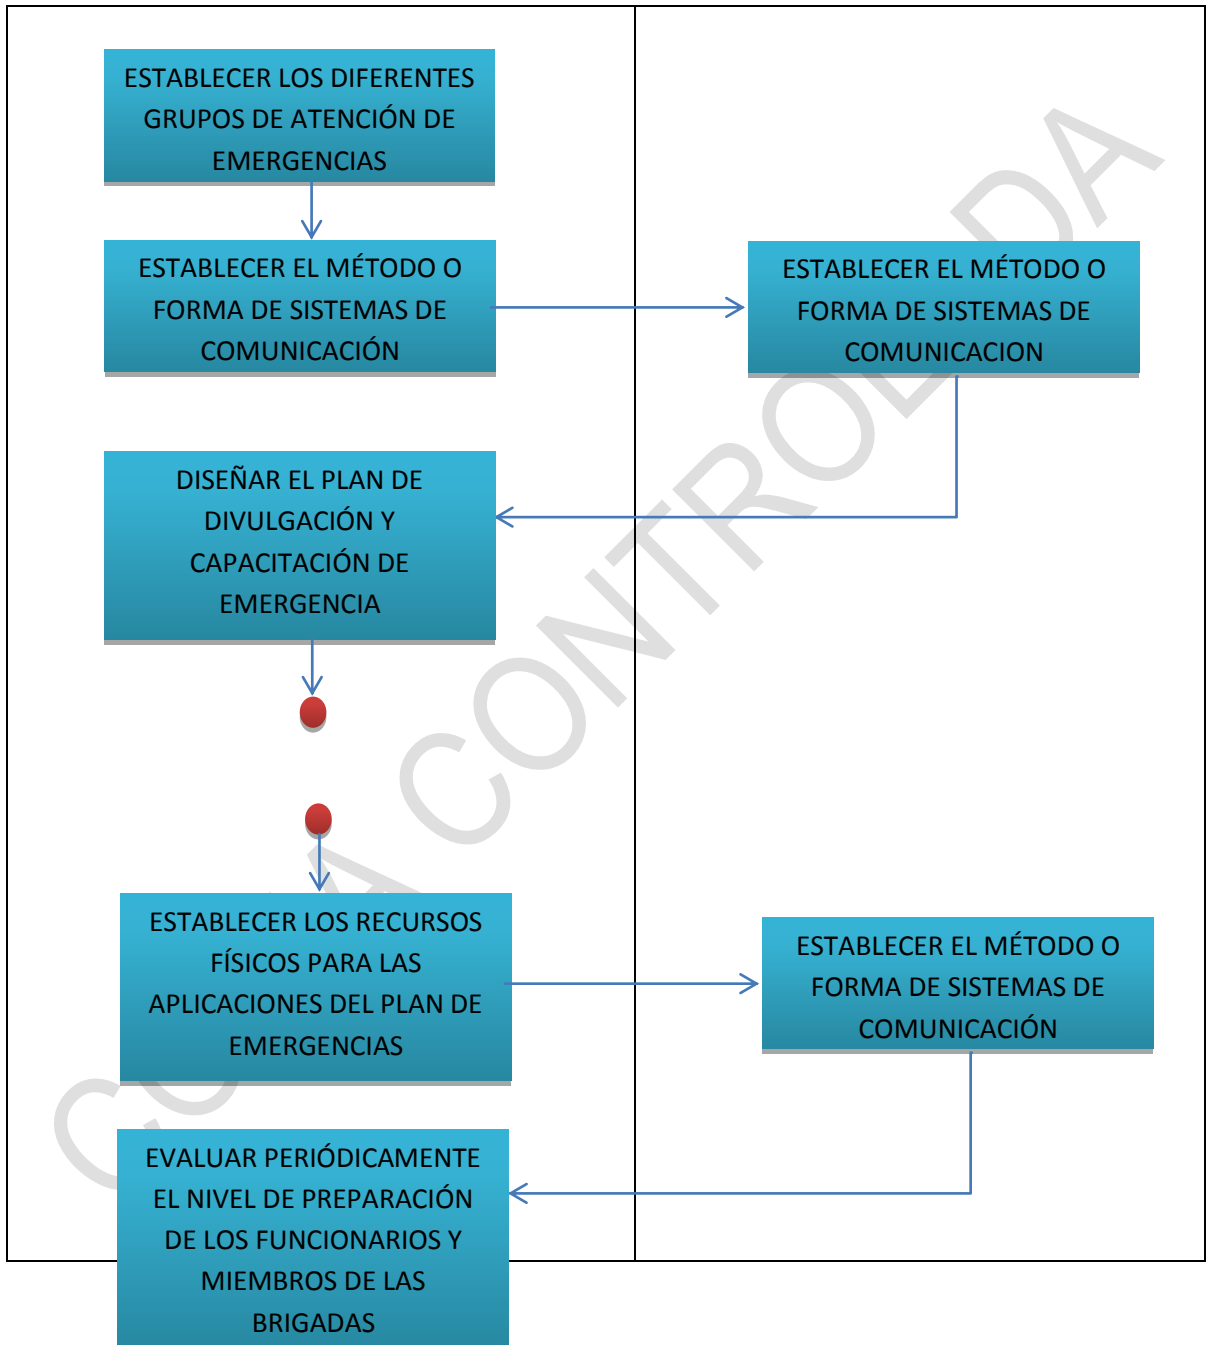 ESTABLECER LOS DIFERENTES
GRUPOS DE ATENCIÓN DE
EMERGENCIAS
ESTABLECER EL MÉTODO O
FORMA DE SISTEMAS DE
COMUNICACIÓN
ESTABLECER EL MÉTODO O
FORMA DE SISTEMAS DE
COMUNICACION
DISEÑAR EL PLAN DE
DIVULGACIÓN Y
CAPACITACIÓN DE
EMERGENCIA
ESTABLECER LOS RECURSOS
FÍSICOS PARA LAS
APLICACIONES DEL PLAN DE
EMERGENCIAS
ESTABLECER EL MÉTODO O
FORMA DE SISTEMAS DE
COMUNICACIÓN
EVALUAR PERIÓDICAMENTE
EL NIVEL DE PREPARACIÓN
DE LOS FUNCIONARIOS Y
MIEMBROS DE LAS
BRIGADAS
COPIA CONTROLADA